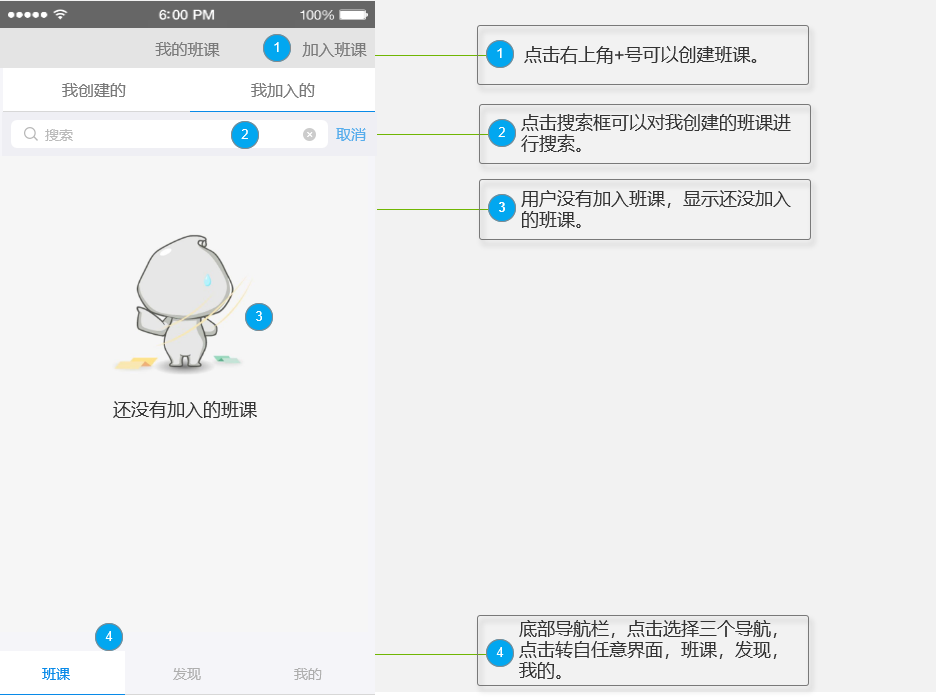 6:00 PM
100%
我的班课
1
加入班课
我创建的
我加入的
搜索
2
取消
3
还没有加入的班课
4
班课
发现
我的
1
点击右上角+号可以创建班课。
2
点击搜索框可以对我创建的班课进
行搜索。
3
用户没有加入班课，显示还没加入
的班课。
4
底部导航栏，点击选择三个导航，
点击转自任意界面，班课，发现，
我的。